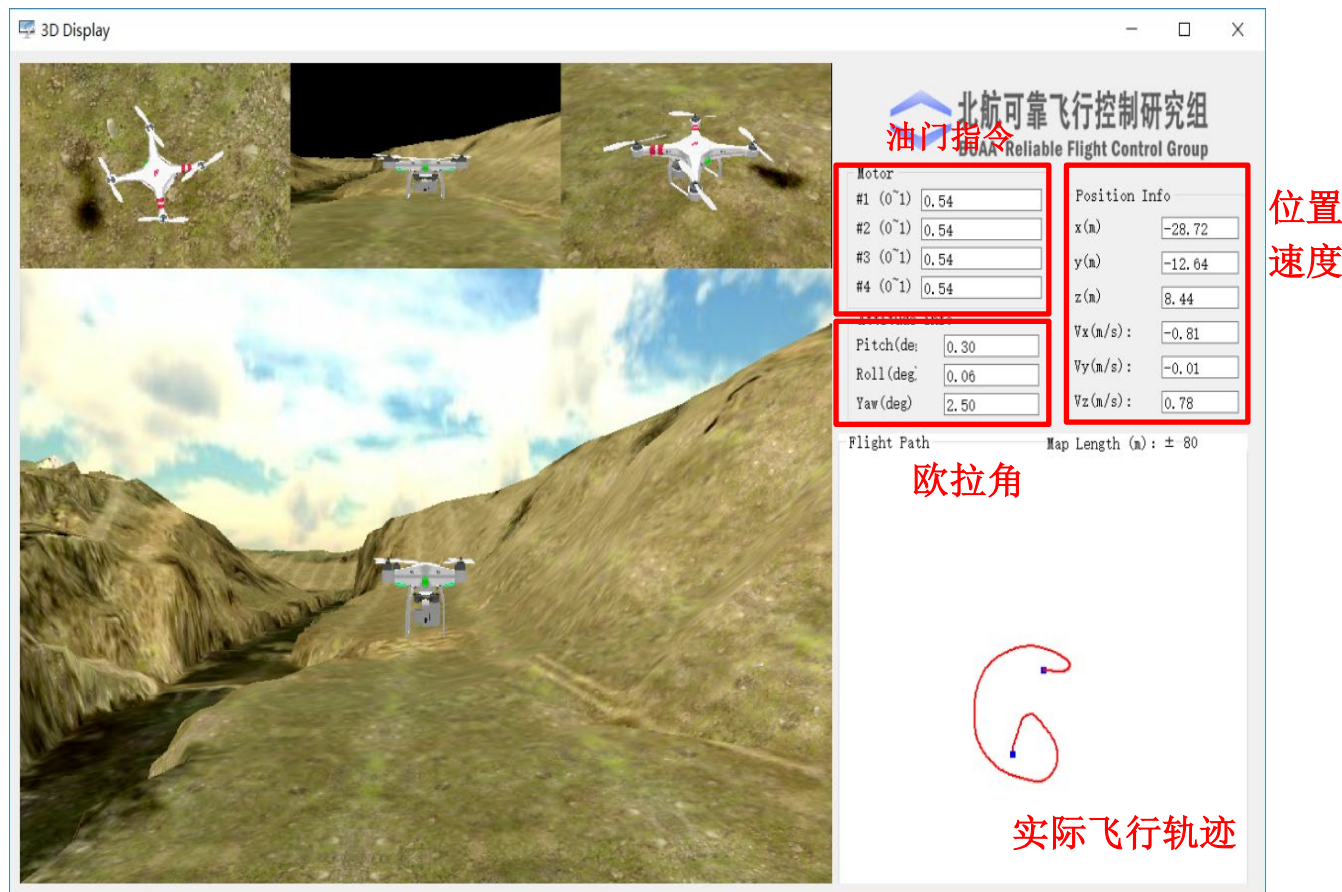 3D Display
北航可靠飞行控制研究组
油门指令
BUAA Reliable Flight Control Group
Motor
#1 (0~1) 0.54
#2 (0~1) 0.54
#3 (0~1) 0.54
#4 (0~1) 0.54
Position Info
x(m) -28.72
y(m) -12.64
z(m) 8.44
Vx(m/s): -0.81
Vy(m/s): -0.01
Vz(m/s): 0.78
位置
速度
Pitch(de 0.30
Roll(deg 0.06
Yaw(deg) 2.50
Flight Path
Map Length (m): ± 80
欧拉角
实际飞行轨迹